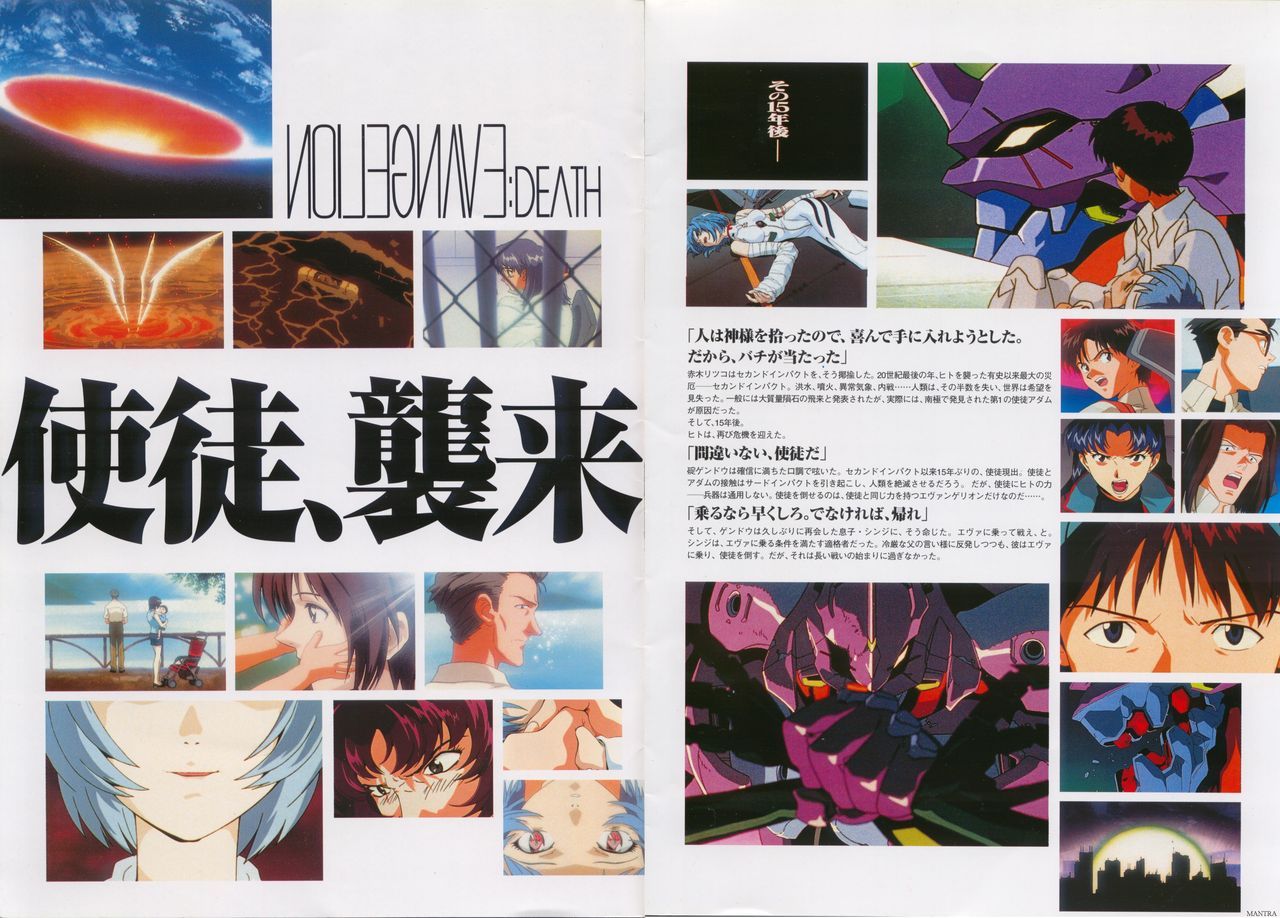 EVANGELION:DEATH
使徒、襲来
その15年後―
「人は神様を拾ったので、喜んで手に入れようとした。
だから、バチが当たった」
赤木リツコはセカンドインパクトを、そう揶揄した。20世紀最後の年、ヒトを襲った有史以来最大の災
厄――セカンドインパクト。洪水、噴火、異常気象、内戦……人類は、その半数を失い、世界は希望を
見失った。一般には大質量隕石の飛来と発表されたが、実際には、南極で発見された第1の使徒アダム
が原因だった。
そして、15年後。
ヒトは、再び危機を迎えた。
「間違いない、使徒だ」
碇ゲンドウは確信に満ちた口調で呟いた。セカンドインパクト以来15年ぶりの、使徒現出。使徒と
アダムの接触はサードインパクトを引き起こし、人類を絶滅させるだろう。だが、使徒にヒトの力
――兵器は通用しない。使徒を倒せるのは、使徒と同じ力を持つエヴァンゲリオンだけなのだ……。
「乗るなら早くしろ。でなければ、帰れ」
そして、ゲンドウは久しぶりに再会した息子・シンジに、そう命じた。エヴァに乗って戦え、と。
シンジは、エヴァに乗る条件を満たす適格者だった。冷厳な父の言い様に反発しつつも、彼はエヴァ
に乗り、使徒を倒す。だが、それは長い戦いの始まりに過ぎなかった。
MANTRA